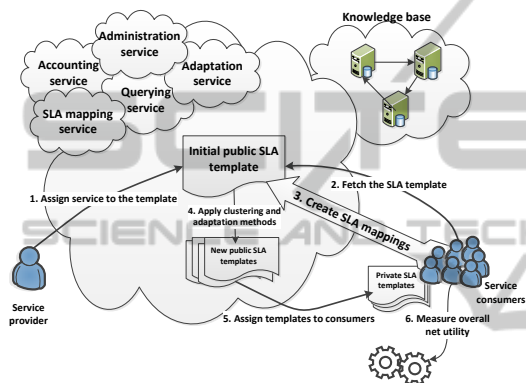 Knowledge base
Administration
service
Accounting
service
Adaptation
service
Querying
service
SLA mapping
service
Initial public SLA
template
1. Assign service to the template
2. Fetch the SLA template
3. Create SLA mappings
4. Apply clustering and
adaptation methods
New public SLA
templates
Private SLA
templates
Service
consumers
Service
provider
5. Assign templates to consumers
6. Measure overall
net utility
SCIENCE AND TECH